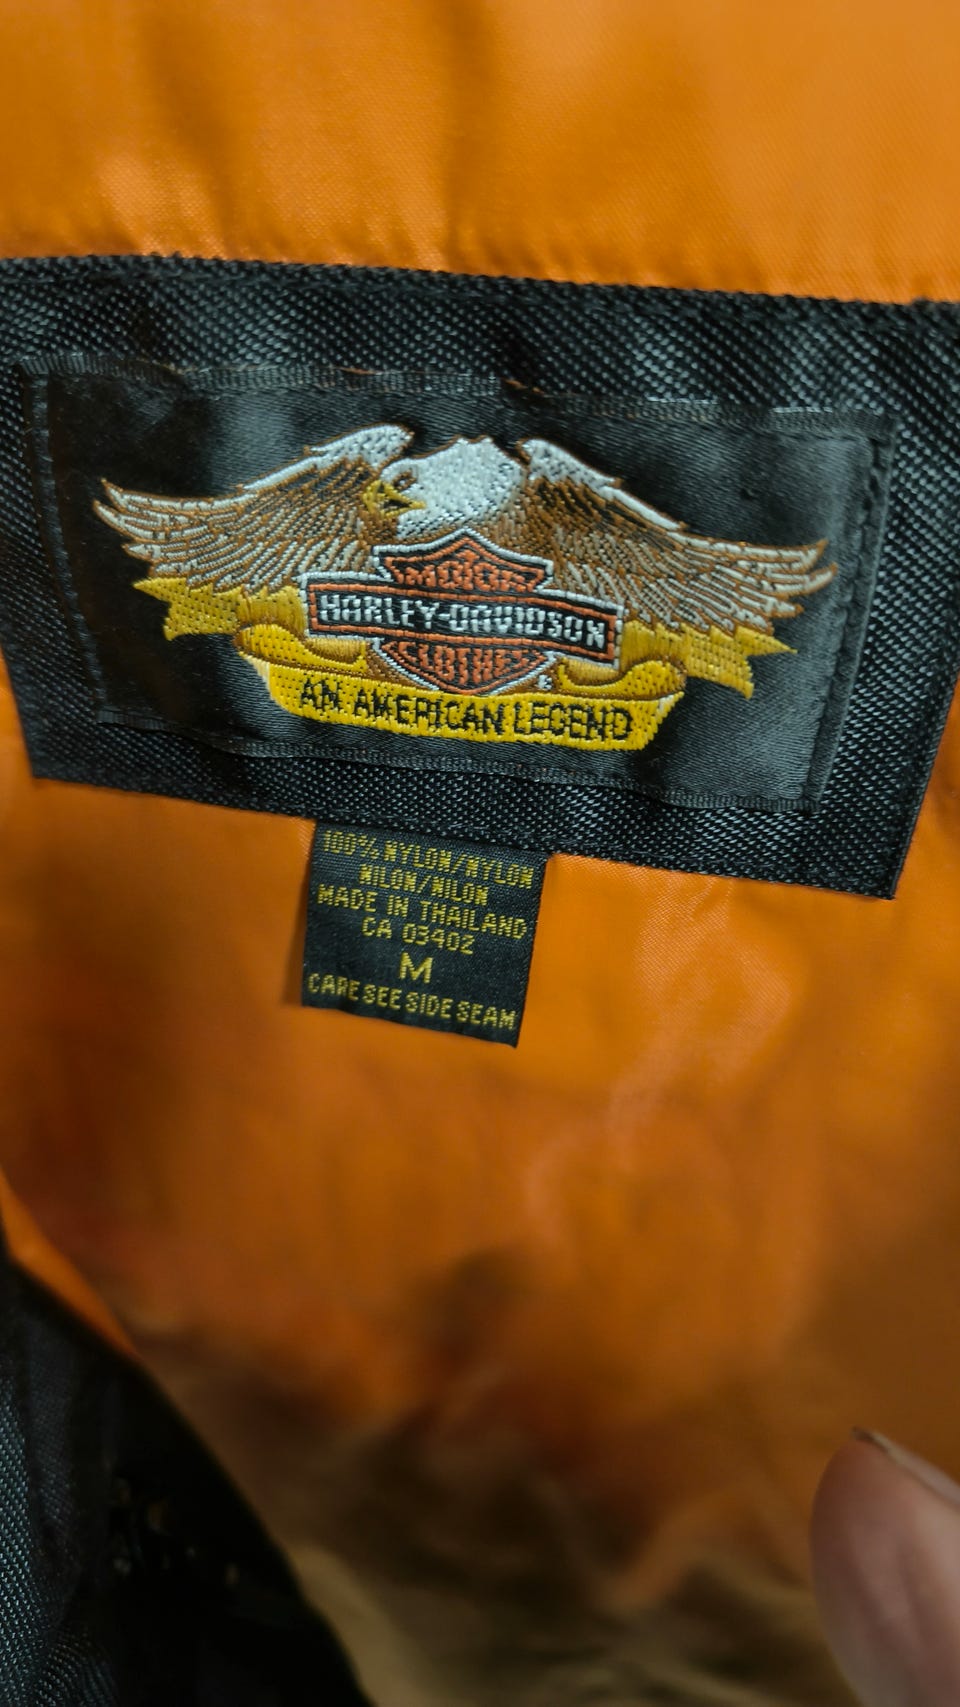 MOTOR
HARLEY-DAVIDSON
CLOTHES
®
AN AMERICAN LEGEND
100% NYLON/NYLON
NILON/NILON
MADE IN THAILAND
CA 03402
M
CARE SEE SIDE SEAM